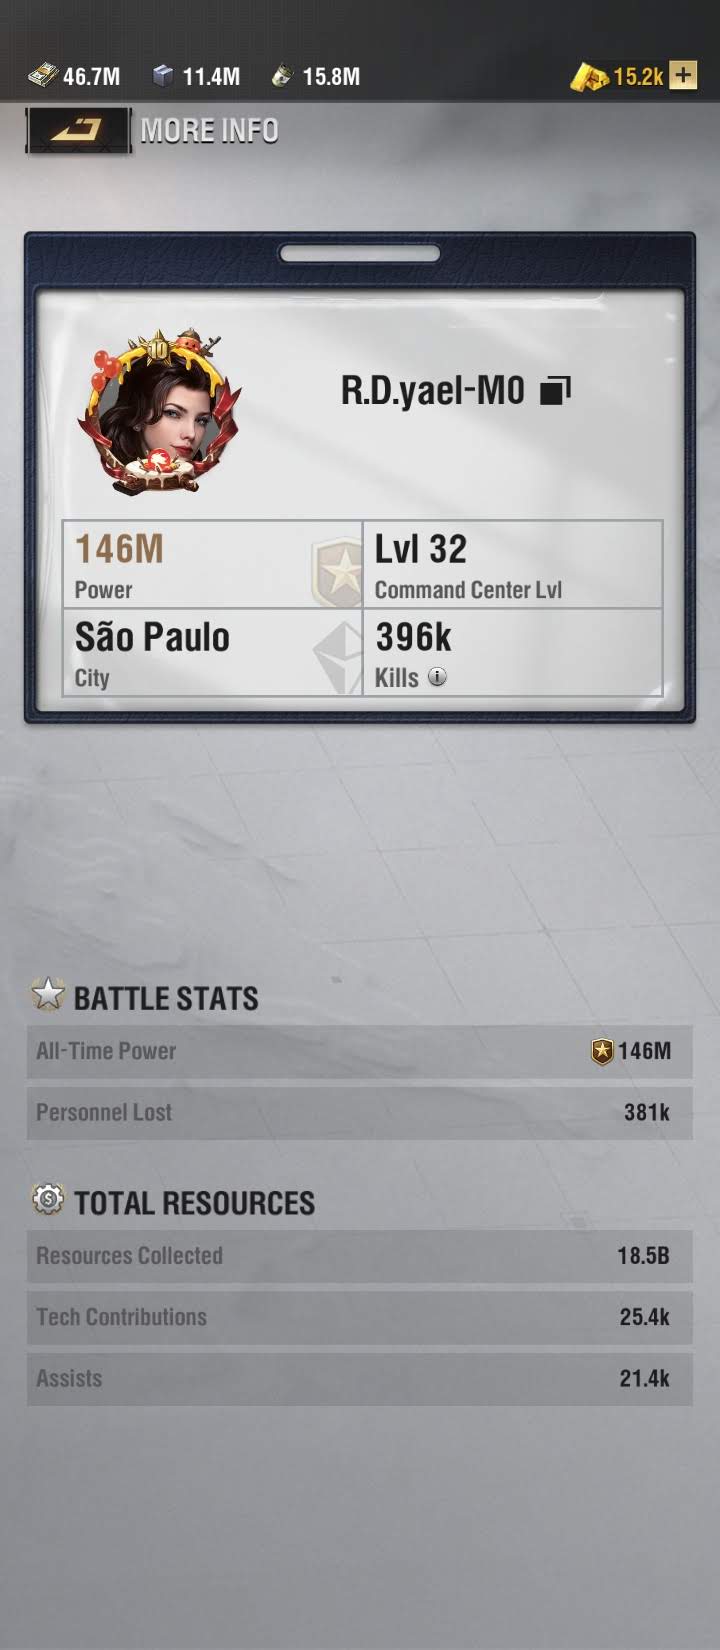 46.7M 11.4M 15.8M 15.2k
MORE INFO
10
R.D.yael-M0
146M
Power
Lvl 32
Command Center Lvl
São Paulo
City
396k
Kills
BATTLE STATS
All-Time Power 146M
Personnel Lost 381k
TOTAL RESOURCES
Resources Collected 18.5B
Tech Contributions 25.4k
Assists 21.4k